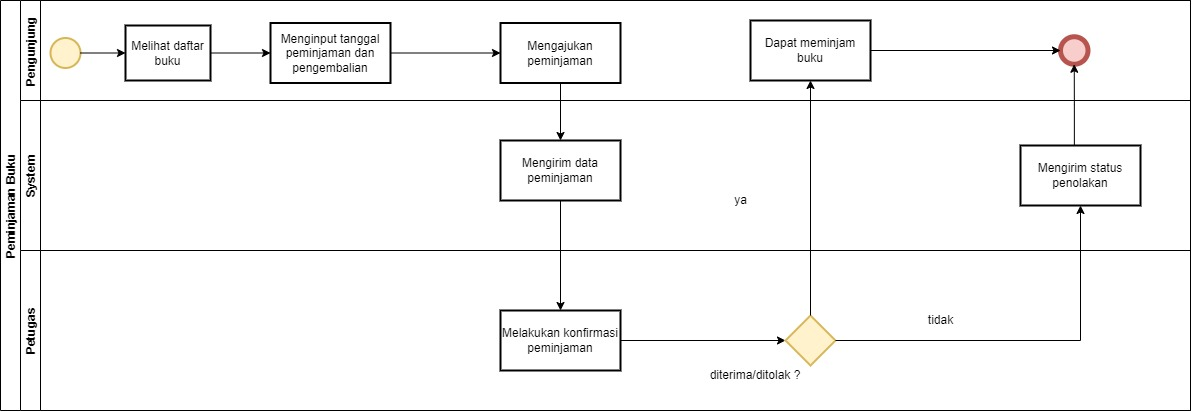 Peminjaman Buku
Pengunjung
Melihat daftar
buku
Menginput tanggal
peminjaman dan
pengembalian
Mengajukan
peminjaman
Dapat meminjam
buku
System
Mengirim data
peminjaman
ya
Mengirim status
penolakan
Petugas
Melakukan konfirmasi
peminjaman
diterima/ditolak ?
tidak